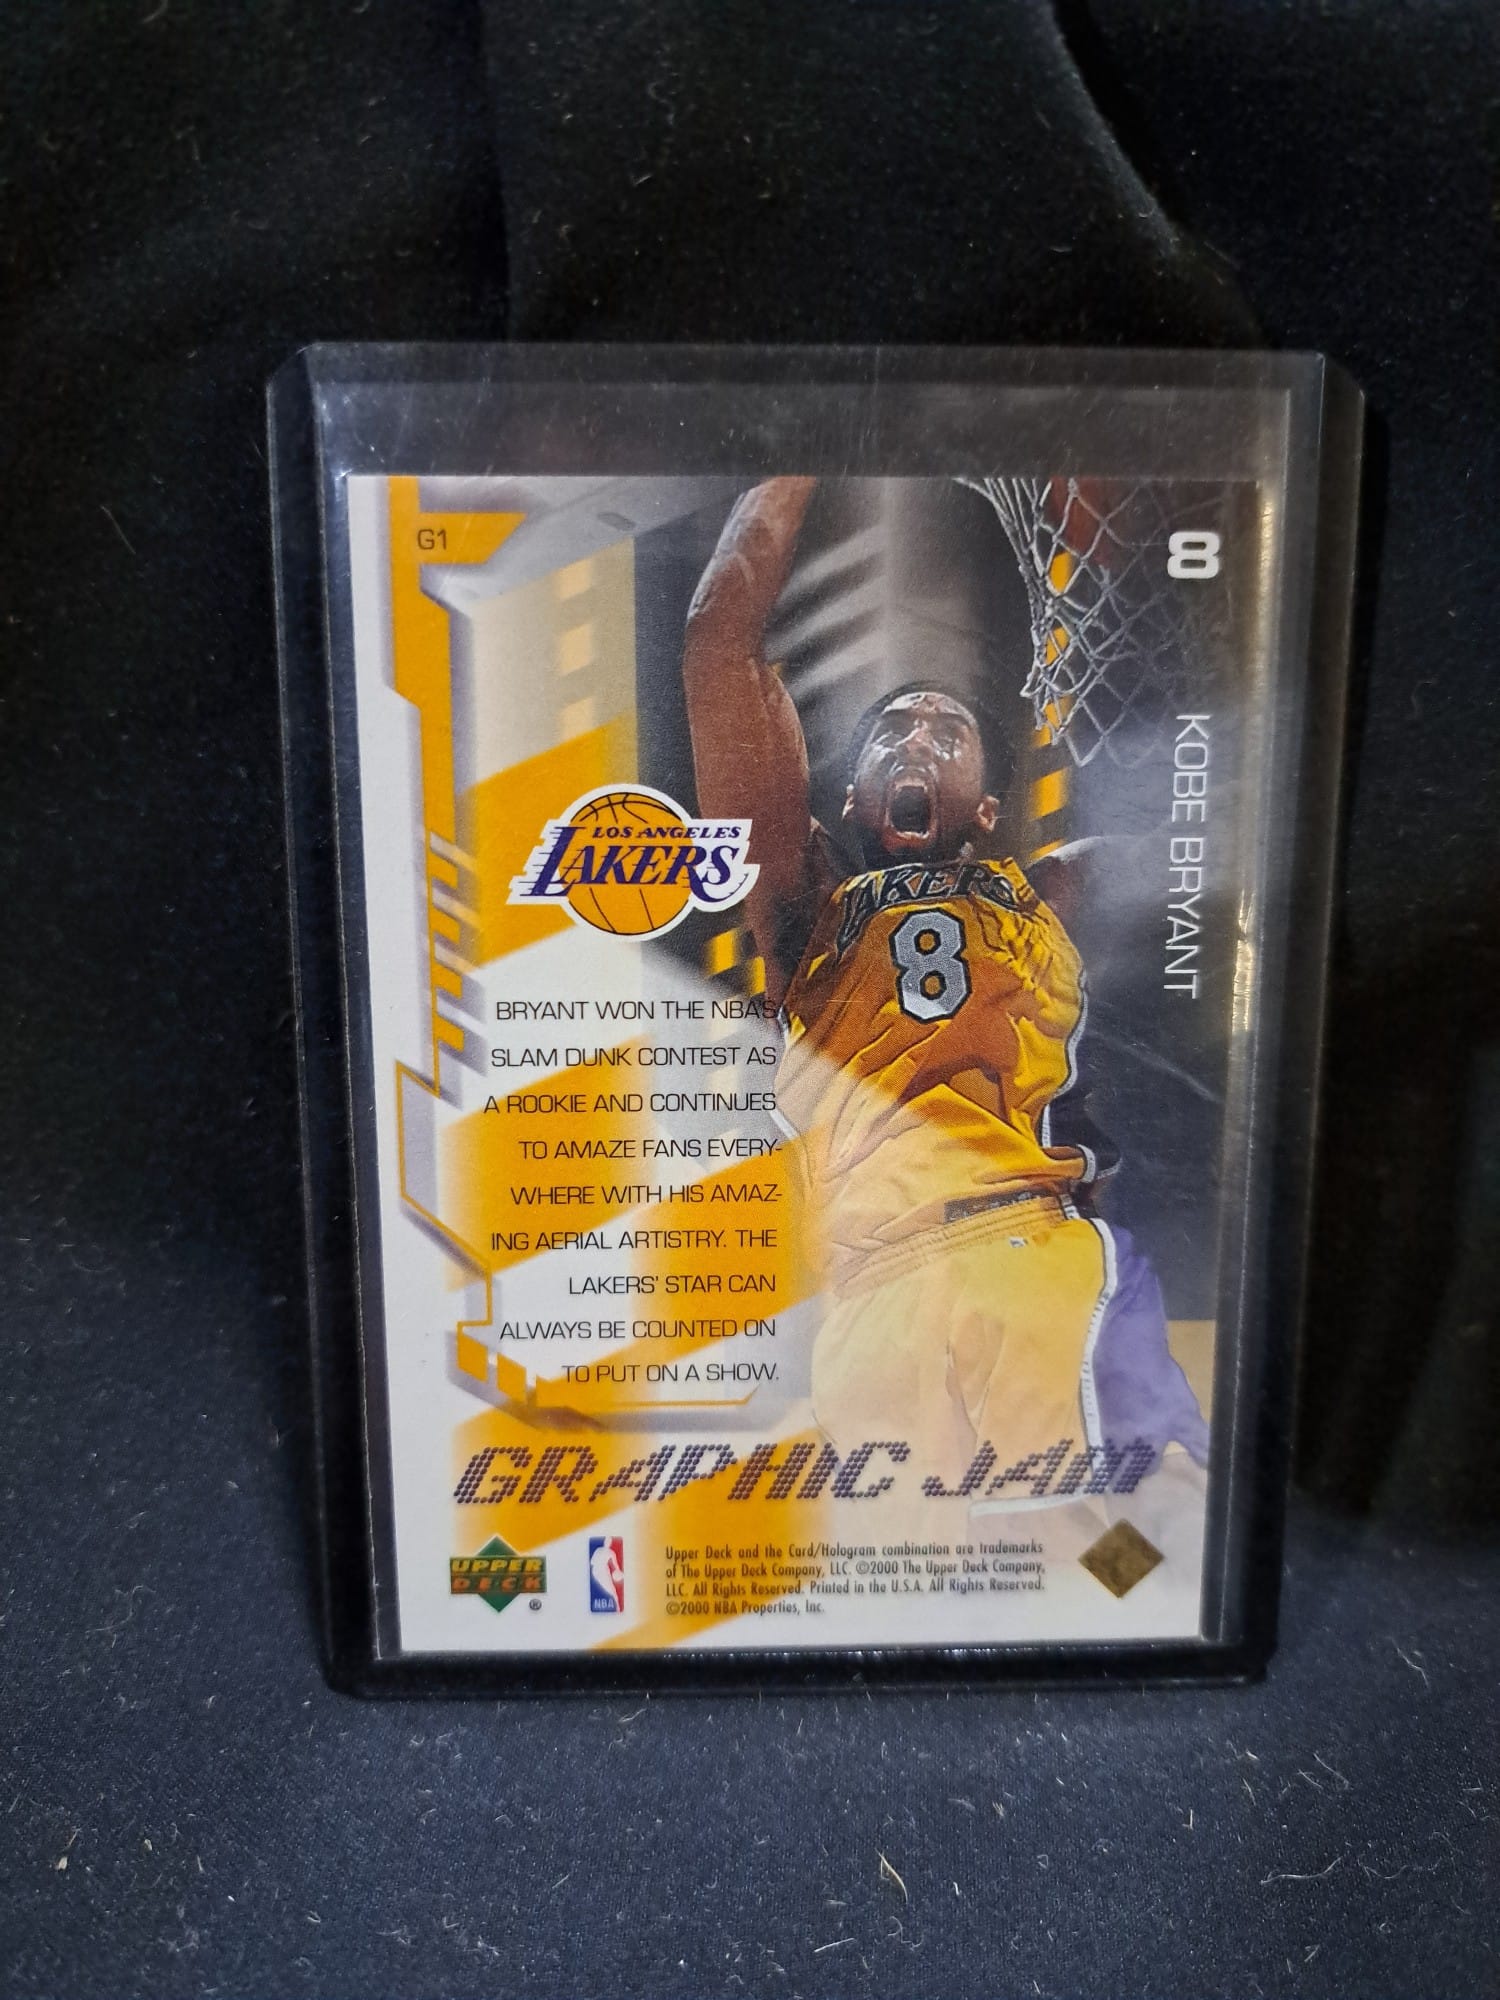 G1
8
KOBE BRYANT
LOS ANGELES
LAKERS
LAKERS
8
BRYANT WON THE NBA'S
SLAM DUNK CONTEST AS
A ROOKIE AND CONTINUES
TO AMAZE FANS EVERY-
WHERE WITH HIS AMAZ-
ING AERIAL ARTISTRY. THE
LAKERS' STAR CAN
ALWAYS BE COUNTED ON
TO PUT ON A SHOW.
GRAPHIC JAM
UPPER
DECK
®
NBA
Upper Deck and the Card/Hologram combination are trademarks
of The Upper Deck Company, LLC. ©2000 The Upper Deck Company,
LLC. All Rights Reserved. Printed in the U.S.A. All Rights Reserved.
©2000 NBA Properties, Inc.